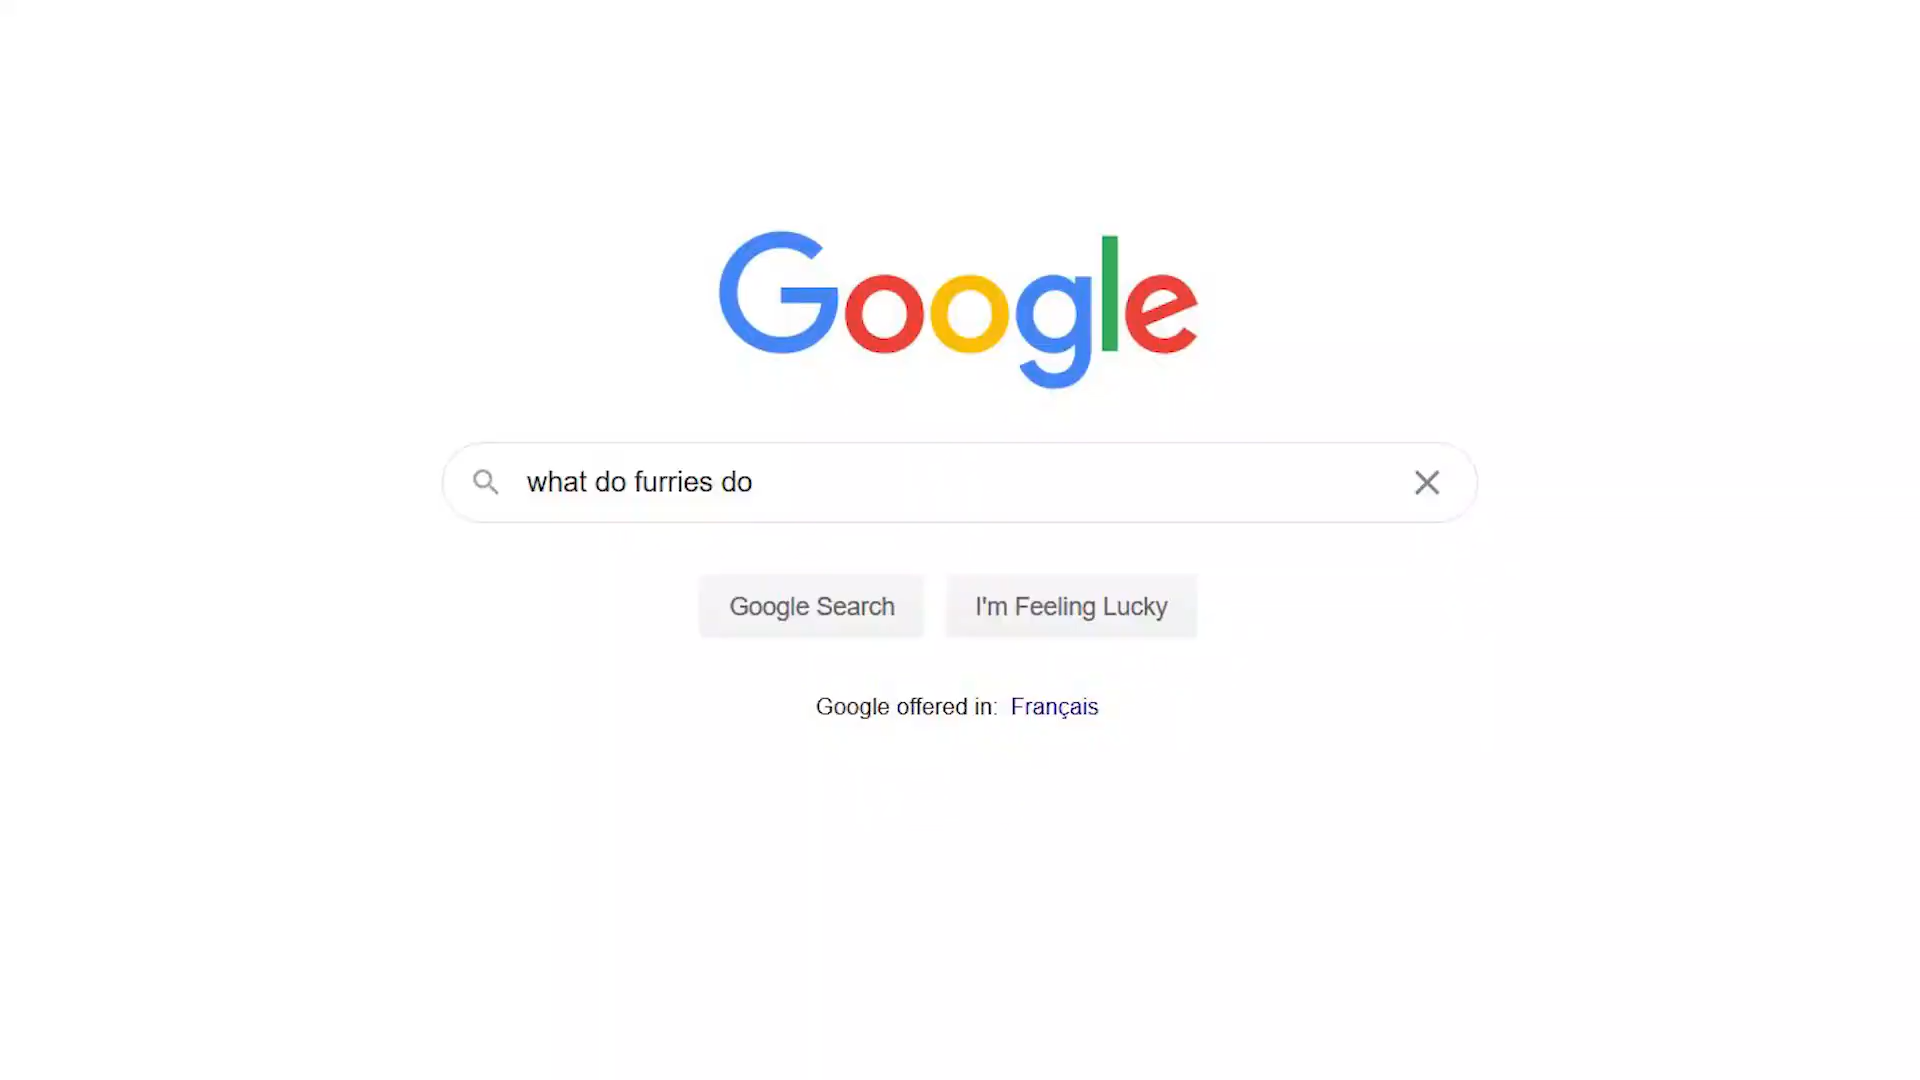 Google
what do furries do
Google Search
I'm Feeling Lucky
Google offered in: Français